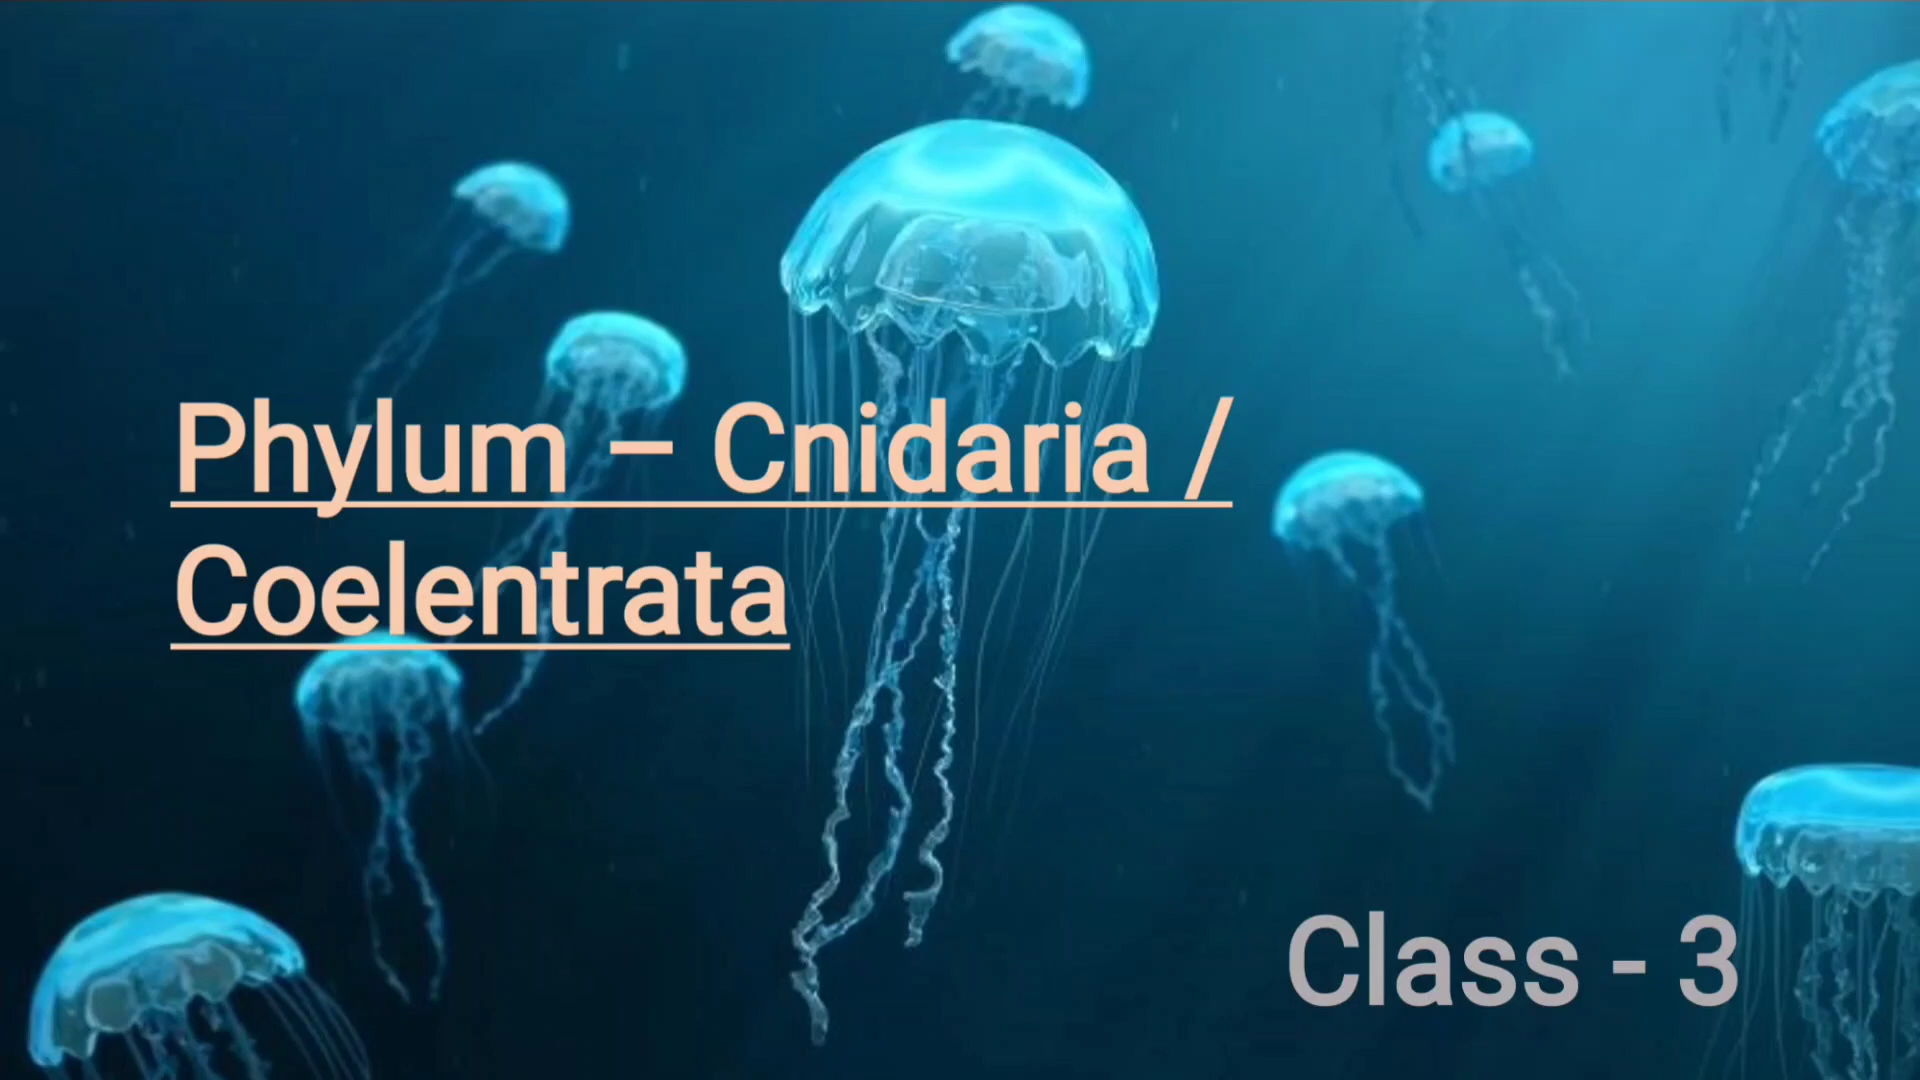 Phylum – Cnidaria /
Coelentrata
Class - 3